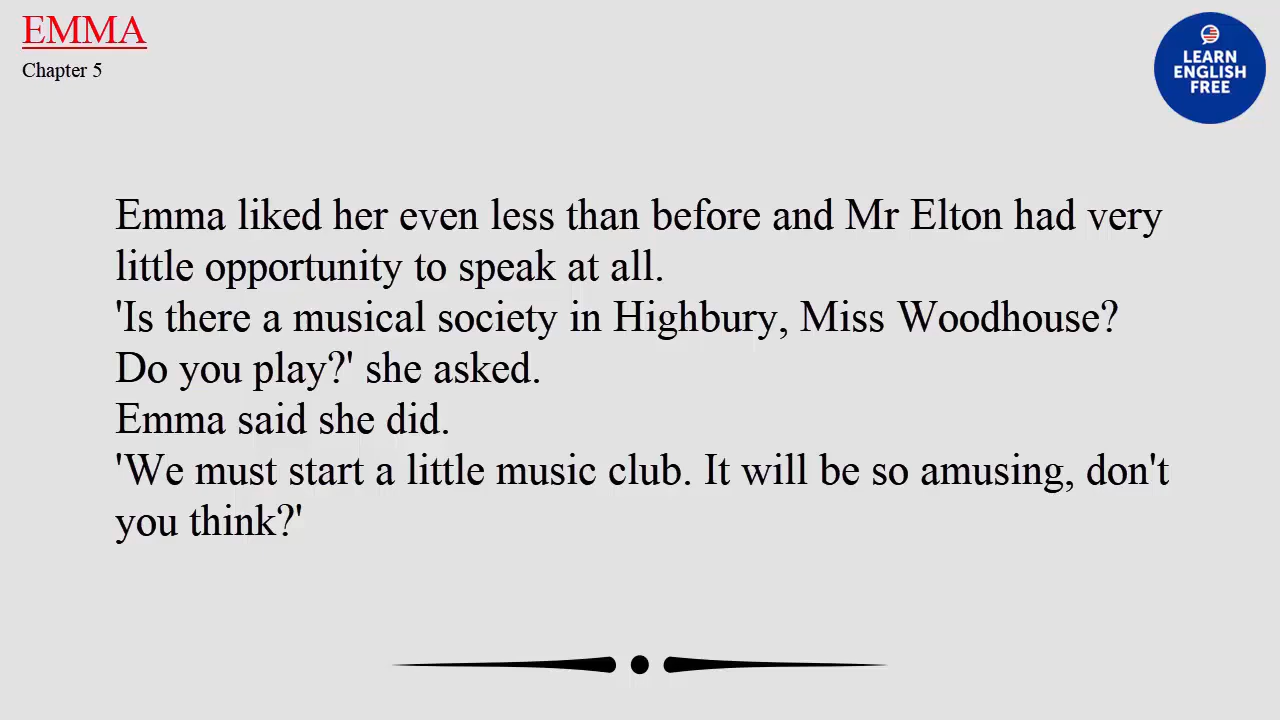 EMMA
Chapter 5
LEARN
ENGLISH
FREE
Emma liked her even less than before and Mr Elton had very
little opportunity to speak at all.
'Is there a musical society in Highbury, Miss Woodhouse?
Do you play?' she asked.
Emma said she did.
'We must start a little music club. It will be so amusing, don't
you think?'